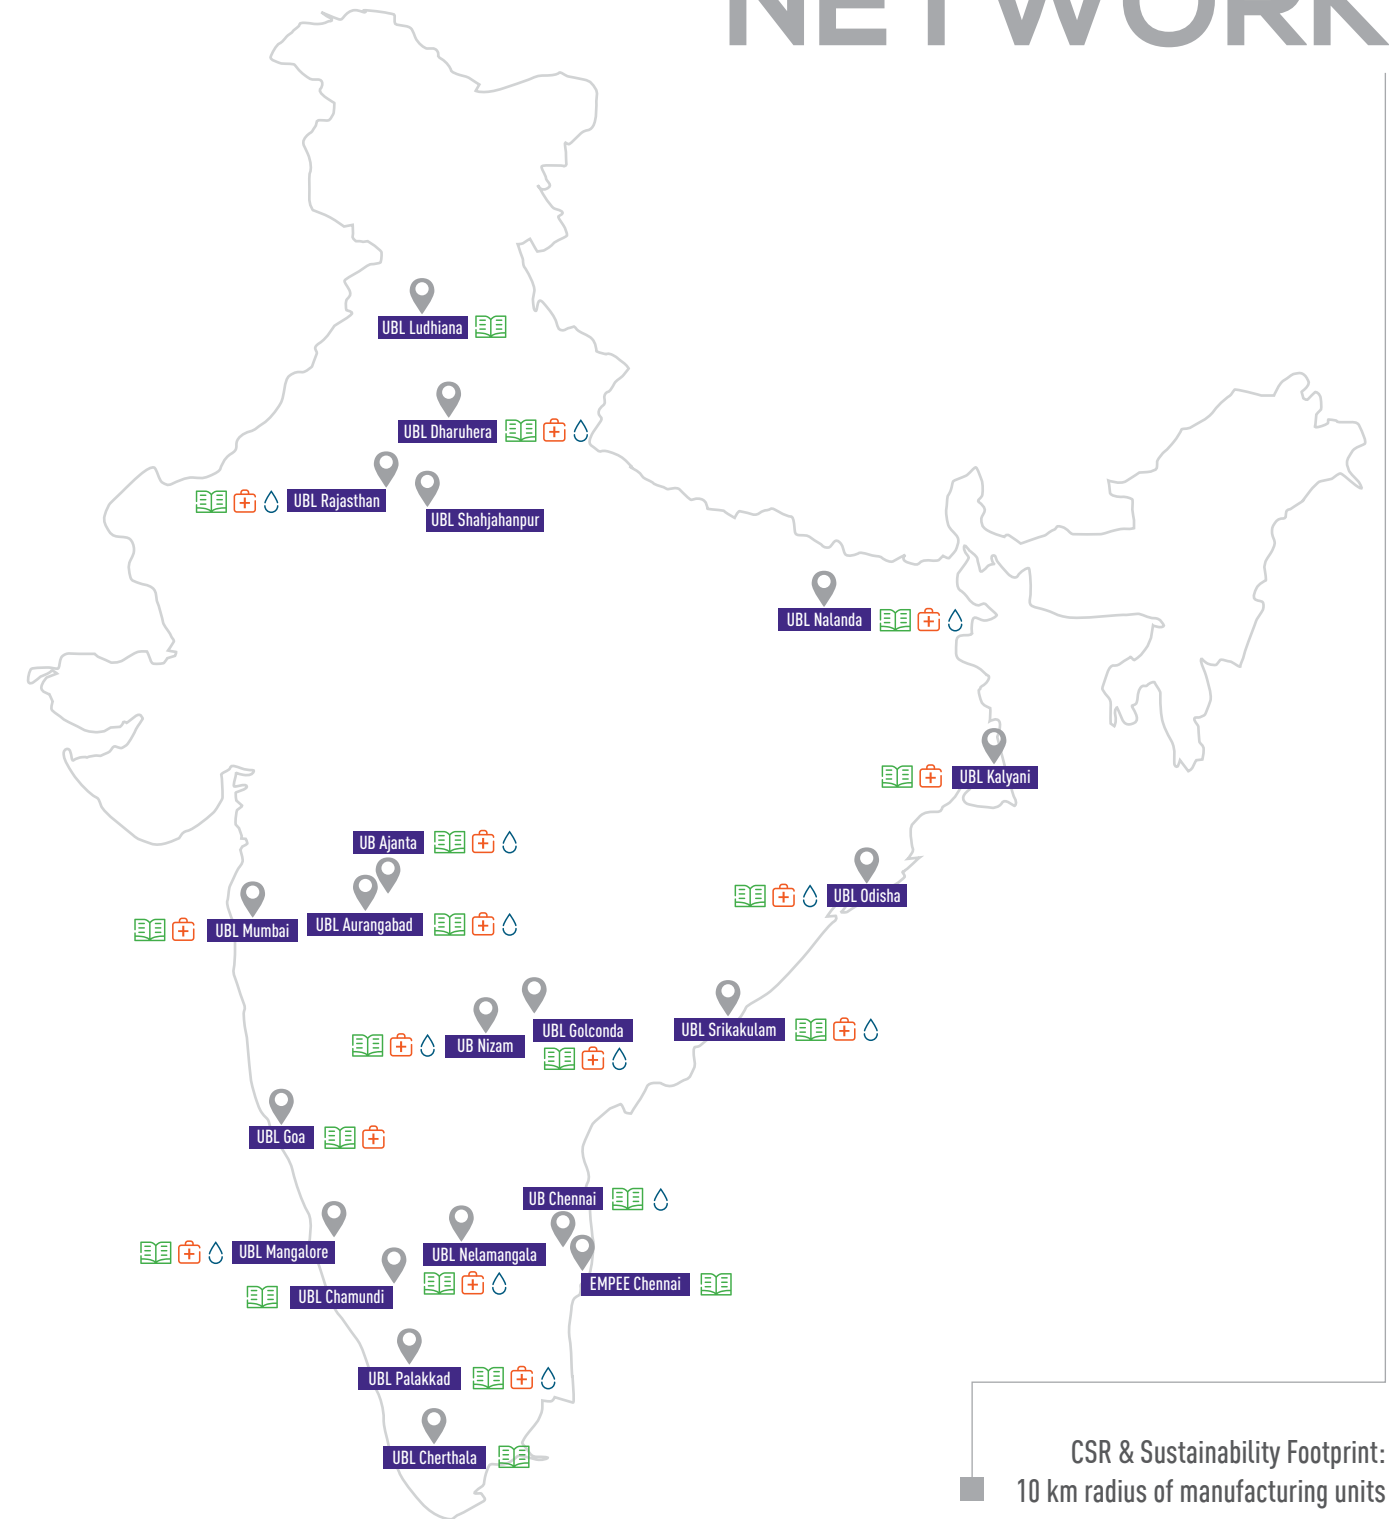 NETWORK
UBL Ludhiana
UBL Dharuhera
UBL Rajasthan
UBL Shahjahanpur
UBL Nalanda
UBL Kalyani
UB Ajanta
UBL Odisha
UBL Mumbai
UBL Aurangabad
UBL Golconda
UBL Srikakulam
UB Nizam
UBL Goa
UB Chennai
UBL Mangalore
UBL Nelamangala
EMPEE Chennai
UBL Chamundi
UBL Palakkad
UBL Cherthala
CSR & Sustainability Footprint:
10 km radius of manufacturing units